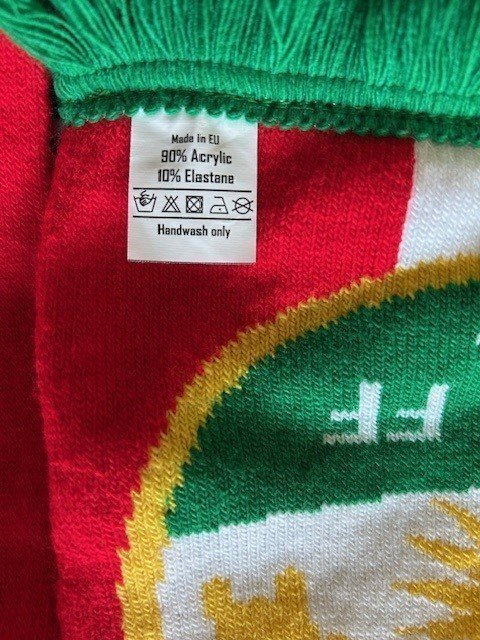 Made in EU
90% Acrylic
10% Elastane
Handwash only